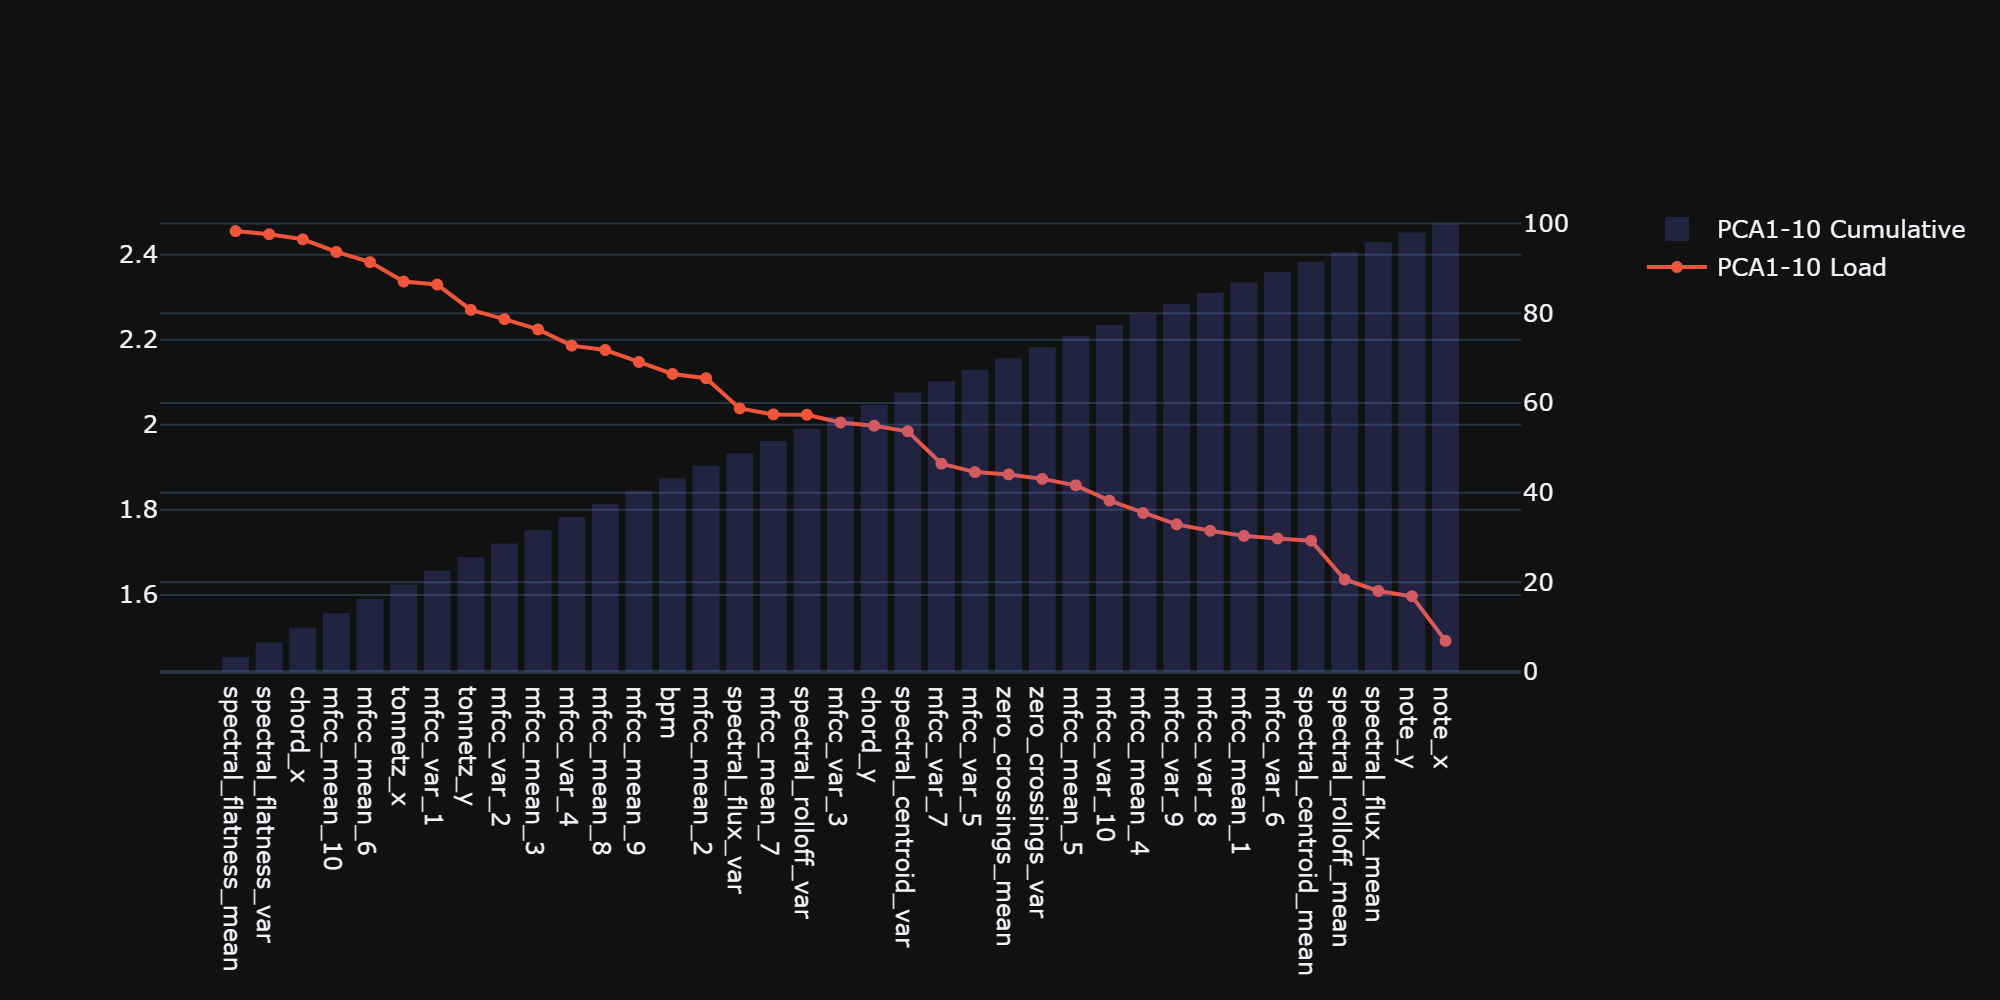 2.4
2.2
2
1.8
1.6
100
80
60
40
20
0
PCA1-10 Cumulative
PCA1-10 Load
spectral_flatness_mean
spectral_flatness_var
chord_x
mfcc_mean_10
mfcc_mean_6
tonnetz_x
mfcc_var_1
tonnetz_y
mfcc_var_2
mfcc_mean_3
mfcc_var_4
mfcc_mean_8
mfcc_mean_9
bpm
mfcc_mean_2
spectral_flux_var
mfcc_mean_7
spectral_rolloff_var
mfcc_var_3
chord_y
spectral_centroid_var
mfcc_var_7
mfcc_var_5
zero_crossings_mean
zero_crossings_var
mfcc_mean_5
mfcc_var_10
mfcc_mean_4
mfcc_var_9
mfcc_var_8
mfcc_mean_1
mfcc_var_6
spectral_centroid_mean
spectral_rolloff_mean
spectral_flux_mean
note_y
note_x